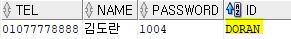 TEL NAME PASSWORD ID
01077778888 김도란 1004 DORAN